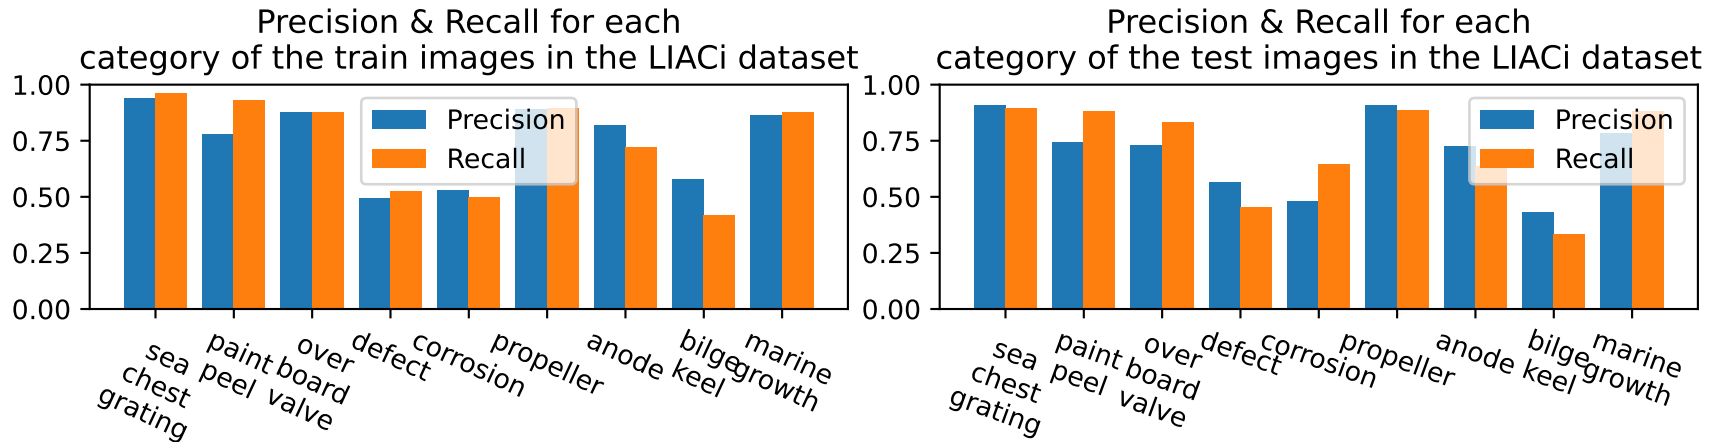 Precision & Recall for each
category of the train images in the LIACi dataset
1.00
0.75
0.50
0.25
0.00
Precision
Recall
sea
chest
grating
paint
peel
over
board
valve
defect
corrosion
propeller
anode
bilge
keel
marine
growth
Precision & Recall for each
category of the test images in the LIACi dataset
1.00
0.75
0.50
0.25
0.00
Precision
Recall
sea
chest
grating
paint
peel
over
board
valve
defect
corrosion
propeller
anode
bilge
keel
marine
growth